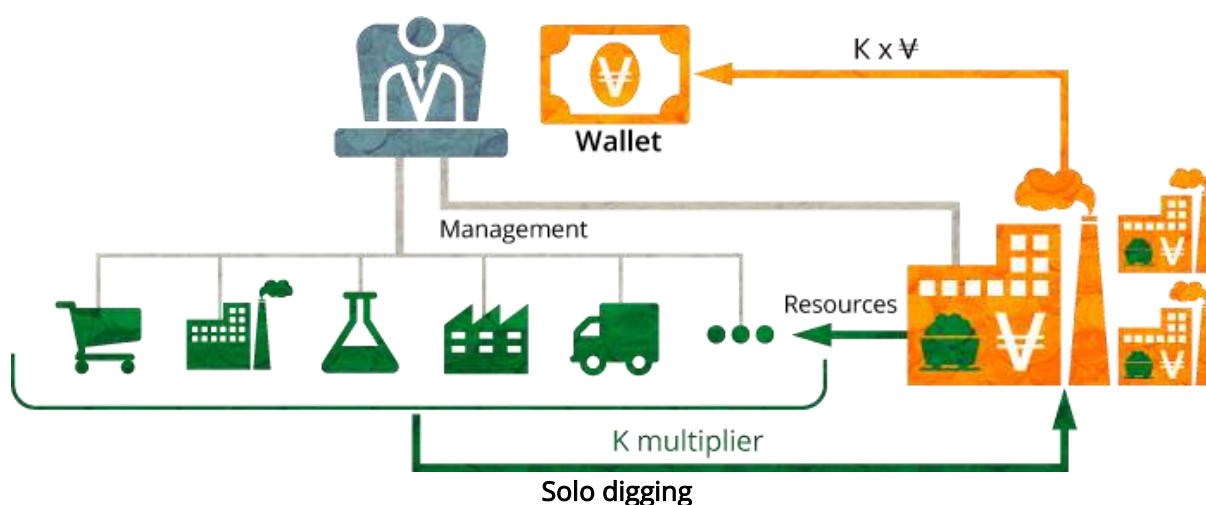 K x V̶
V̶
Wallet
Management
Resources
V̶
V̶
V̶
K multiplier
Solo digging